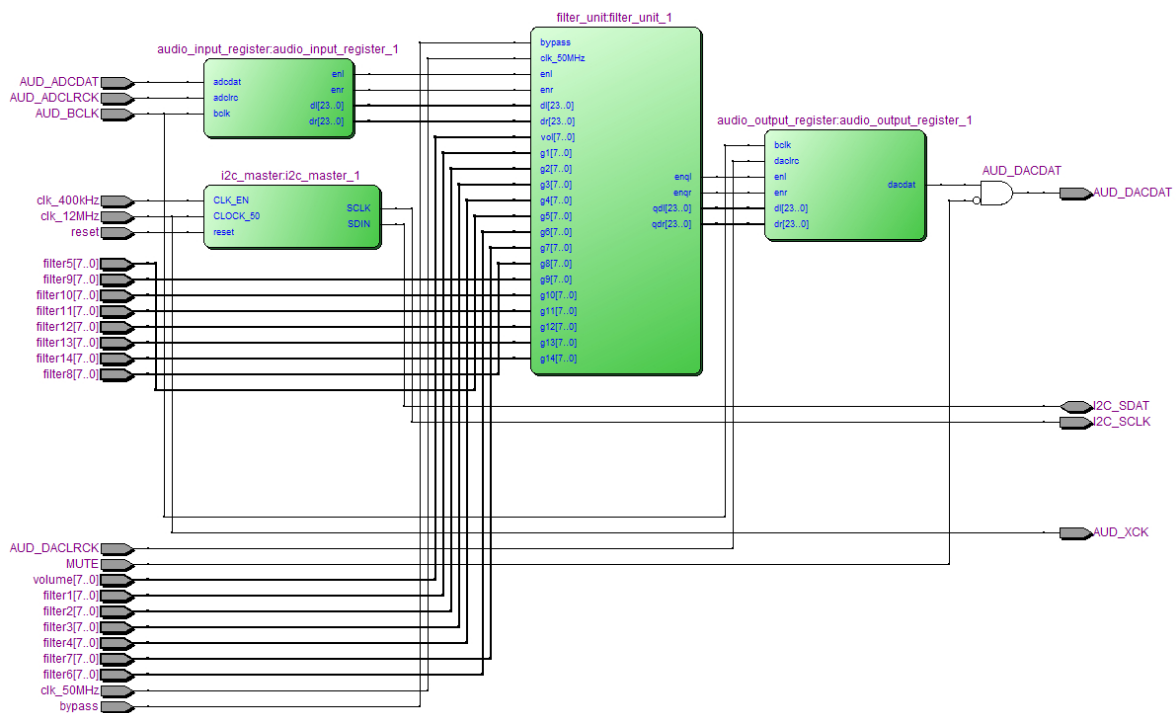 filter_unit:filter_unit_1
bypass
clk_50MHz
enl
enr
dl[23..0]
dr[23..0]
vol[7..0]
g1[7..0]
g2[7..0]
g3[7..0]
g4[7..0]
g5[7..0]
g6[7..0]
g7[7..0]
g8[7..0]
g9[7..0]
g10[7..0]
g11[7..0]
g12[7..0]
g13[7..0]
g14[7..0]
enql
enqr
qdl[23..0]
qdr[23..0]
audio_input_register:audio_input_register_1
adcdat
adclrc
bclk
enl
enr
dl[23..0]
dr[23..0]
AUD_ADCDAT
AUD_ADCLRCK
AUD_BCLK
i2c_master:i2c_master_1
CLK_EN
CLOCK_50
reset
SCLK
SDIN
clk_400kHz
clk_12MHz
reset
filter5[7..0]
filter9[7..0]
filter10[7..0]
filter11[7..0]
filter12[7..0]
filter13[7..0]
filter14[7..0]
filter8[7..0]
audio_output_register:audio_output_register_1
bclk
daclrc
enl
enr
dl[23..0]
dr[23..0]
dacdat
AUD_DACDAT
AUD_DACDAT
I2C_SDAT
I2C_SCLK
AUD_XCK
AUD_DACLRCK
MUTE
volume[7..0]
filter1[7..0]
filter2[7..0]
filter3[7..0]
filter4[7..0]
filter7[7..0]
filter6[7..0]
clk_50MHz
bypass